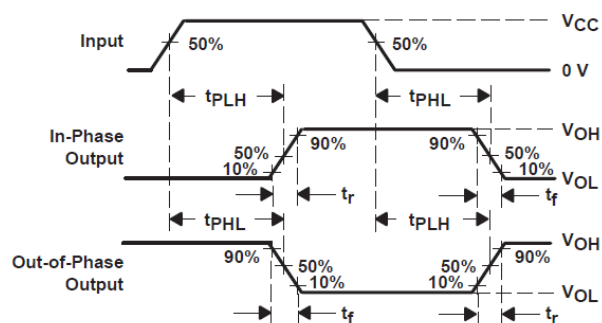 Input
50%
50%
VCC
0 V
tPLH
tPHL
In-Phase
Output
50%
10%
90%
90%
50%
10%
VOH
VOL
tr
tf
tPHL
tPLH
Out-of-Phase
Output
90%
50%
10%
50%
10%
90%
VOH
VOL
tf
tr